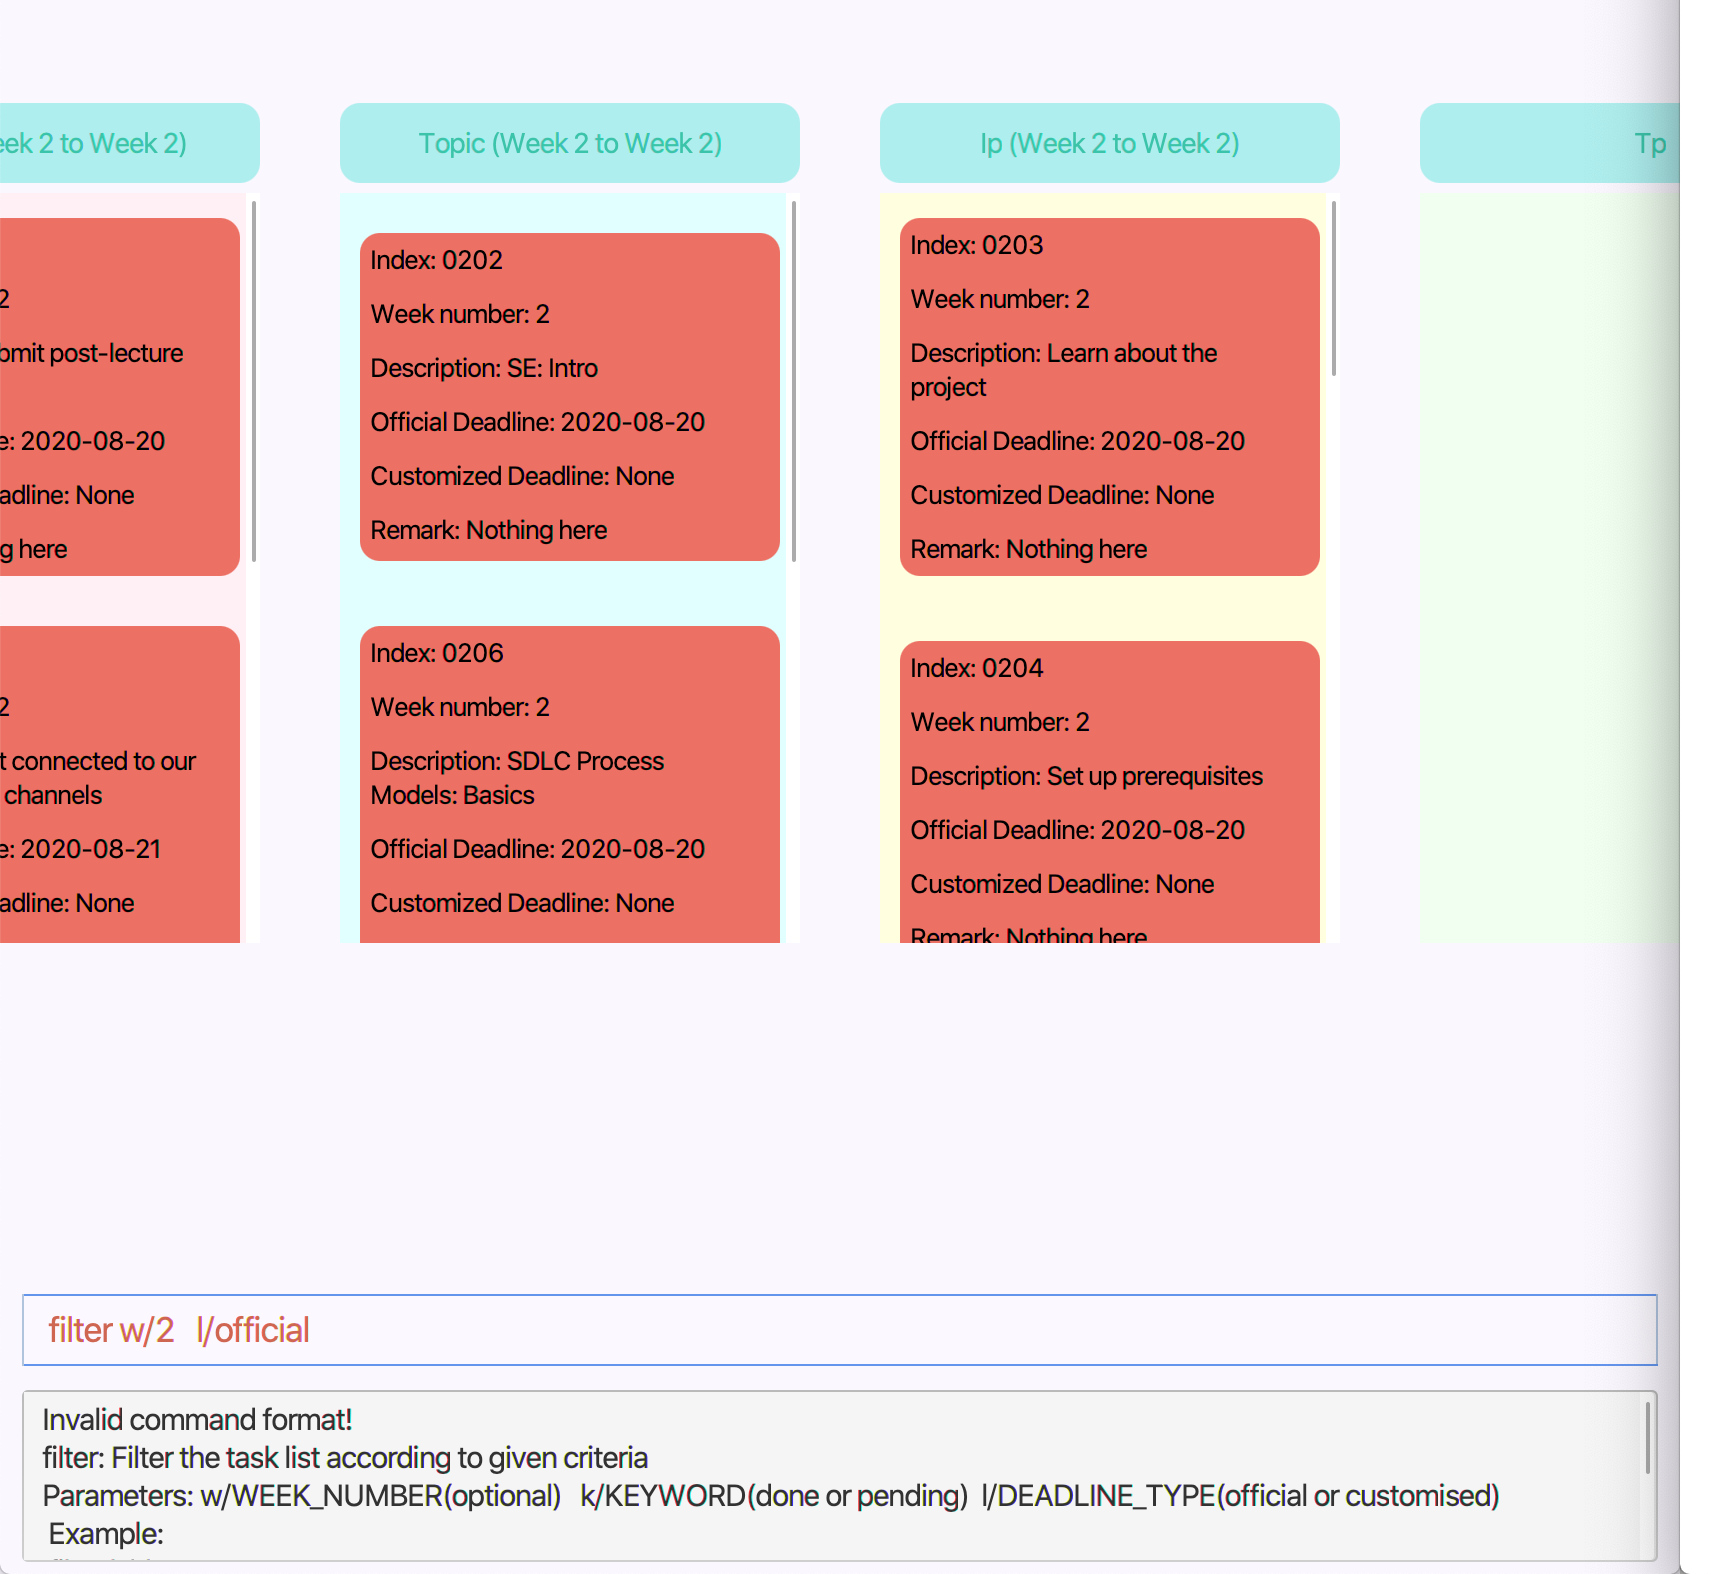 eek 2 to Week 2)
Topic (Week 2 to Week 2)
Ip (Week 2 to Week 2)
Tp
2
bmit post-lecture
e: 2020-08-20
adline: None
g here
2
t connected to our
channels
e: 2020-08-21
adline: None
Index: 0202
Week number: 2
Description: SE: Intro
Official Deadline: 2020-08-20
Customized Deadline: None
Remark: Nothing here
Index: 0206
Week number: 2
Description: SDLC Process
Models: Basics
Official Deadline: 2020-08-20
Customized Deadline: None
Index: 0203
Week number: 2
Description: Learn about the
project
Official Deadline: 2020-08-20
Customized Deadline: None
Remark: Nothing here
Index: 0204
Week number: 2
Description: Set up prerequisites
Official Deadline: 2020-08-20
Customized Deadline: None
Remark: Nothing here
filter w/2   l/official
Invalid command format!
filter: Filter the task list according to given criteria
Parameters: w/WEEK_NUMBER(optional)   k/KEYWORD(done or pending)  l/DEADLINE_TYPE(official or customised)
Example: